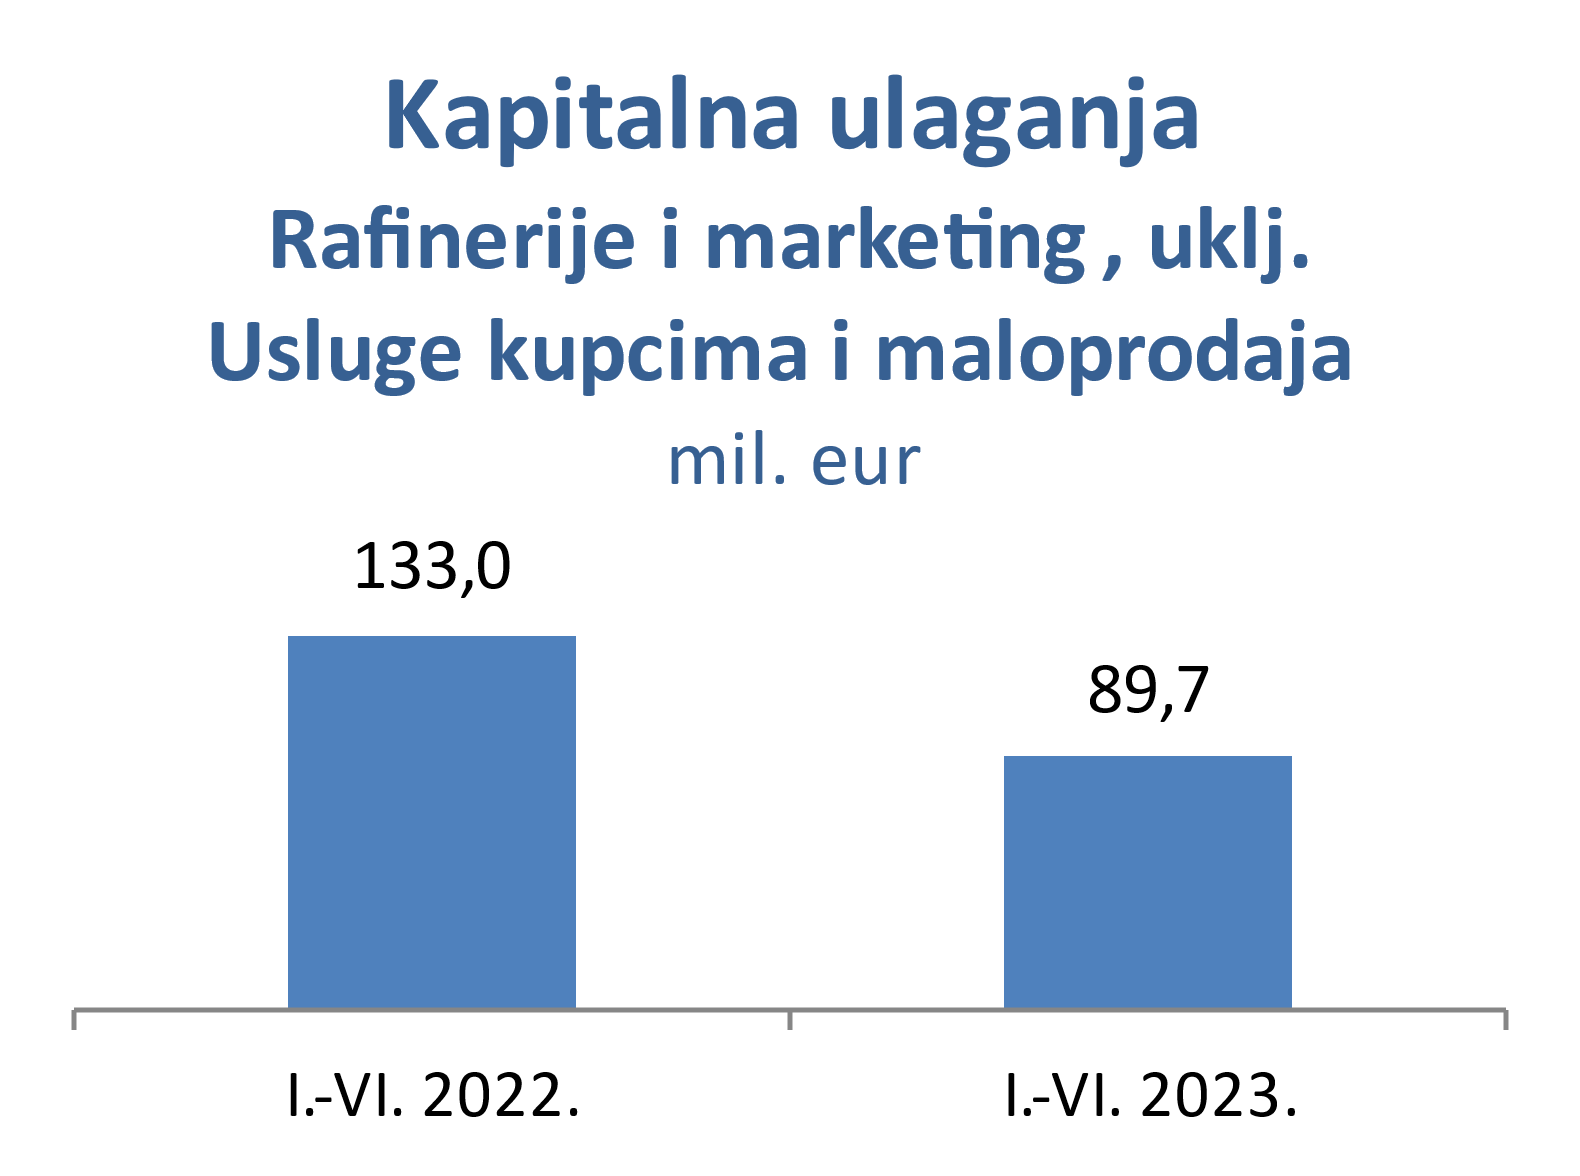 Kapitalna ulaganja
Rafinerije i marketing , uklj.
Usluge kupcima i maloprodaja
mil. eur
133,0
89,7
I.-VI. 2022.
I.-VI. 2023.